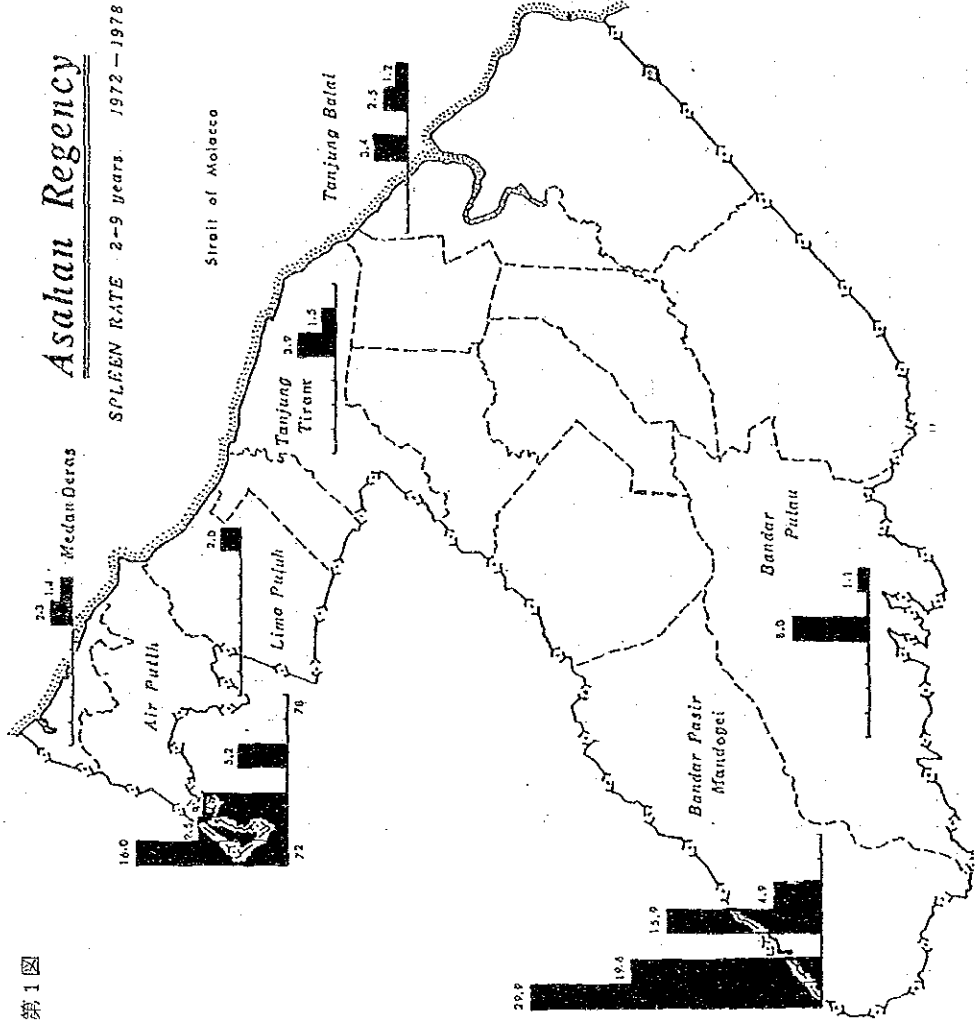 第1図
Asahan Regency
SPLEEN RATE 2-9 years 1972-1978
Strait of Malacca
Medan Deras
2.3
1.4
Air Putih
16.0
7.5
5.2
72
78
Lima Puluh
2.0
Tanjung
Tiram
3.9
1.5
Tanjung Balai
3.4
2.5
1.2
Bandar Pasir
Mandogei
29.9
19.6
15.9
4.9
Bandar
Pulau
8.0
1.1